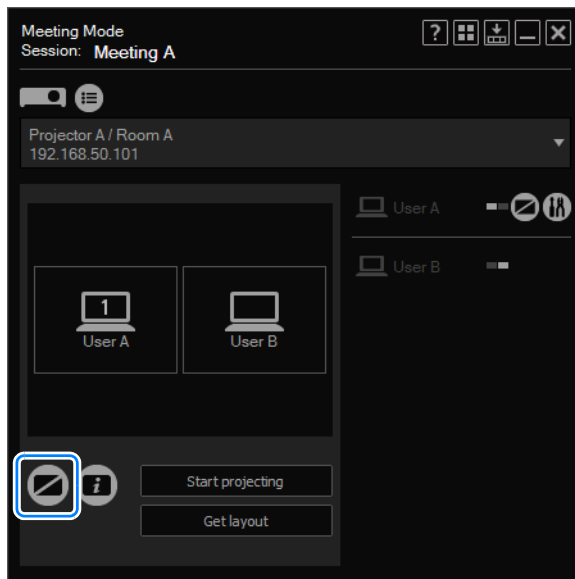 Meeting Mode
Session: Meeting A
?
Projector A / Room A
192.168.50.101
User A
User B
1
User A User B
i
Start projecting
Get layout